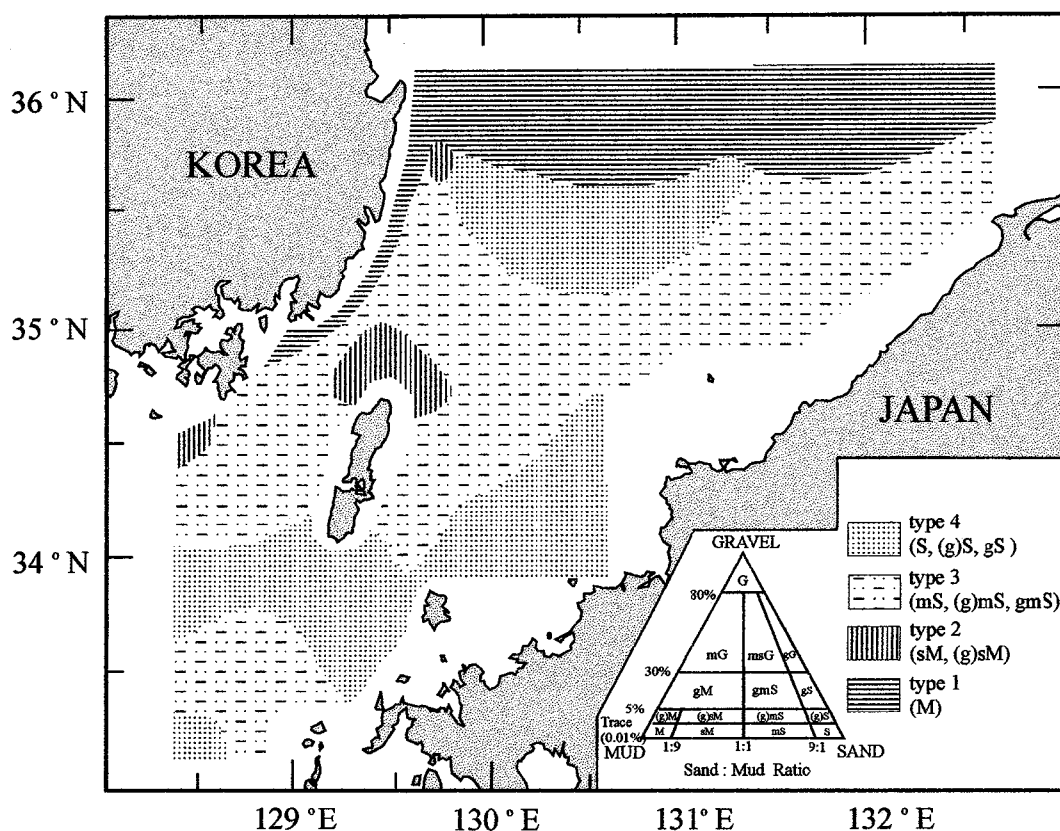 36°N
KOREA
35°N
JAPAN
34°N
type 4
(S, (g)S, gS )
type 3
(mS, (g)mS, gmS)
type 2
(sM, (g)sM)
type 1
(M)
GRAVEL
G
80%
mG msG gG
30%
gM gmS gS
5%
(g)M (g)sM (g)mS (g)S
Trace
(0.01%)
M sM mS S
MUD 1:9 1:1 9:1 SAND
Sand : Mud Ratio
129°E 130°E 131°E 132°E